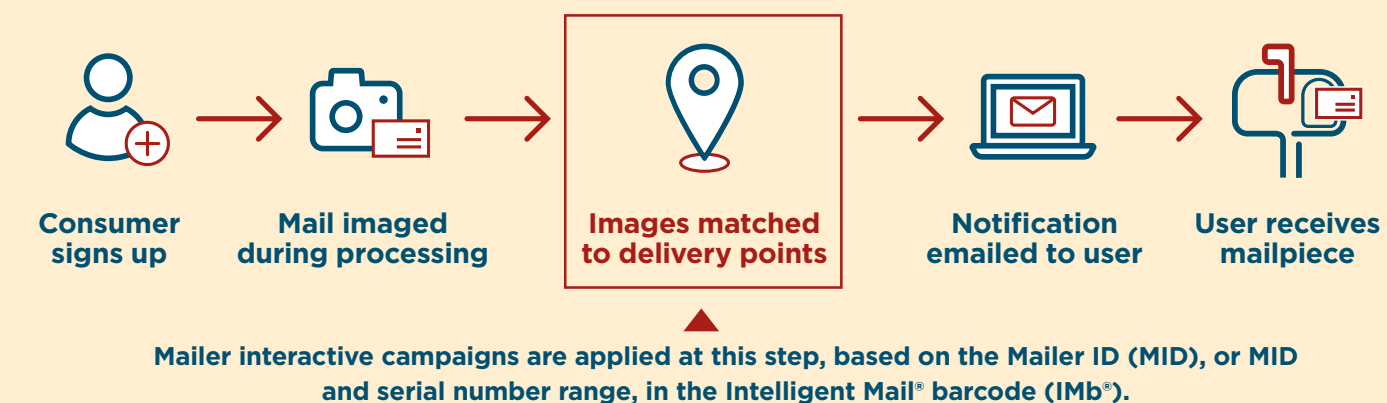 Consumer
signs up
Mail imaged
during processing
Images matched
to delivery points
Notification
emailed to user
User receives
mailpiece
Mailer interactive campaigns are applied at this step, based on the Mailer ID (MID), or MID
and serial number range, in the Intelligent Mail® barcode (IMb®).